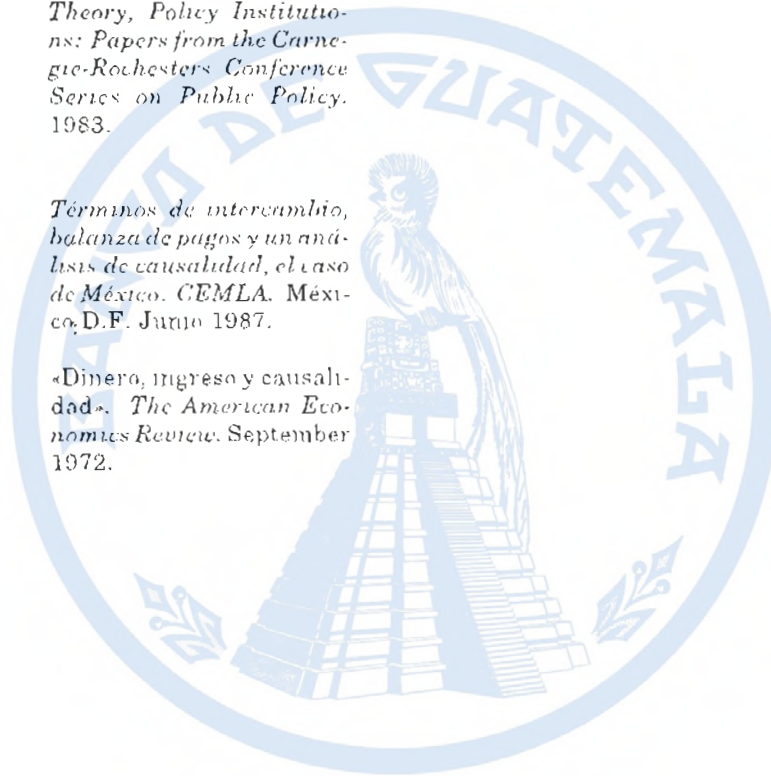 Theory, Policy Institutio-
ns: Papers from the Carne-
gie-Rochesters Conference
Series on Public Policy.
1983.
Términos de intercambio,
balanza de pagos y un aná-
lisis de causalidad, el caso
de México. CEMLA. Méxi-
co, D.F. Junio 1987.
«Dinero, ingreso y causali-
dad». The American Eco-
nomics Review. September
1972.
BANCO DE GUATEMALA